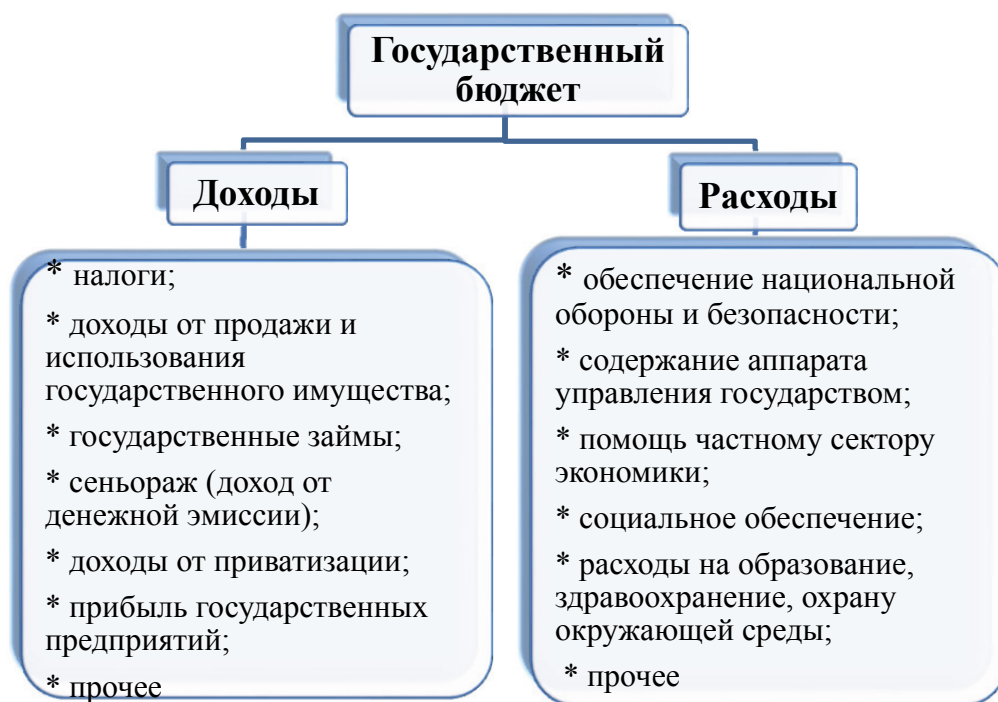 Государственный
бюджет
Доходы
* налоги;
* доходы от продажи и
использования
государственного имущества;
* государственные займы;
* сеньораж (доход от
денежной эмиссии);
* доходы от приватизации;
* прибыль государственных
предприятий;
* прочее
Расходы
* обеспечение национальной
обороны и безопасности;
* содержание аппарата
управления государством;
* помощь частному сектору
экономики;
* социальное обеспечение;
* расходы на образование,
здравоохранение, охрану
окружающей среды;
* прочее